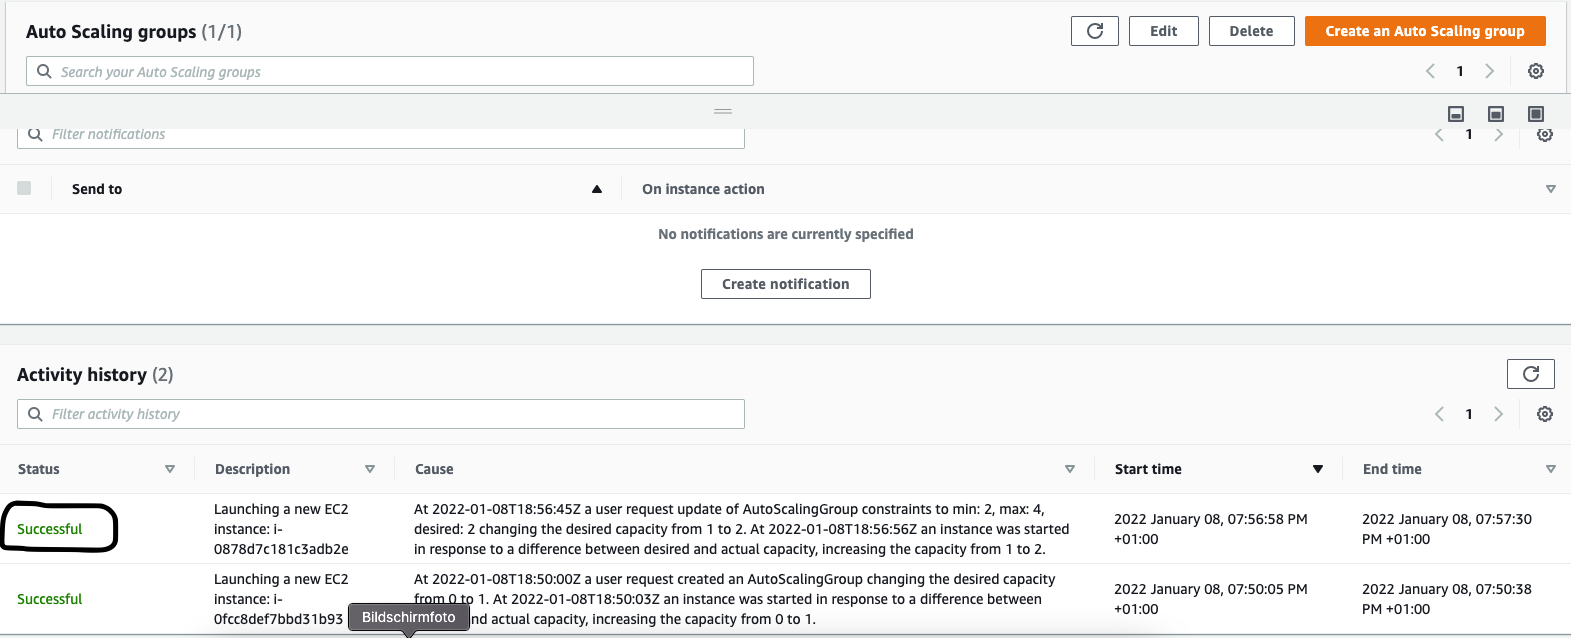 Auto Scaling groups (1/1)
Edit
Delete
Create an Auto Scaling group
Search your Auto Scaling groups
1
Filter notifications
1
Send to
On instance action
No notifications are currently specified
Create notification
Activity history (2)
Filter activity history
1
Status
Description
Cause
Start time
End time
Successful
Launching a new EC2
instance: i-
0878d7c181c3adb2e
At 2022-01-08T18:56:45Z a user request update of AutoScalingGroup constraints to min: 2, max: 4,
desired: 2 changing the desired capacity from 1 to 2. At 2022-01-08T18:56:56Z an instance was started
in response to a difference between desired and actual capacity, increasing the capacity from 1 to 2.
2022 January 08, 07:56:58 PM
+01:00
2022 January 08, 07:57:30
PM +01:00
Successful
Launching a new EC2
instance: i-
0fcc8def7bbd31b93
At 2022-01-08T18:50:00Z a user request created an AutoScalingGroup changing the desired capacity
from 0 to 1. At 2022-01-08T18:50:03Z an instance was started in response to a difference between
nd actual capacity, increasing the capacity from 0 to 1.
2022 January 08, 07:50:05 PM
+01:00
2022 January 08, 07:50:38
PM +01:00
Bildschirmfoto